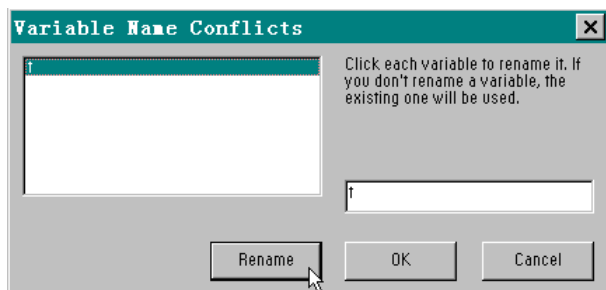 Variable Name Conflicts
t
Click each variable to rename it. If
you don't rename a variable, the
existing one will be used.
t
Rename
OK
Cancel